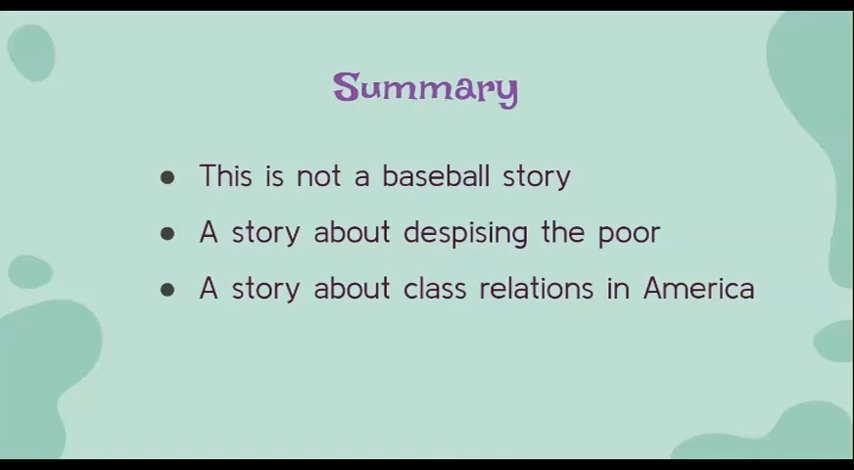 Summary
● This is not a baseball story
● A story about despising the poor
● A story about class relations in America